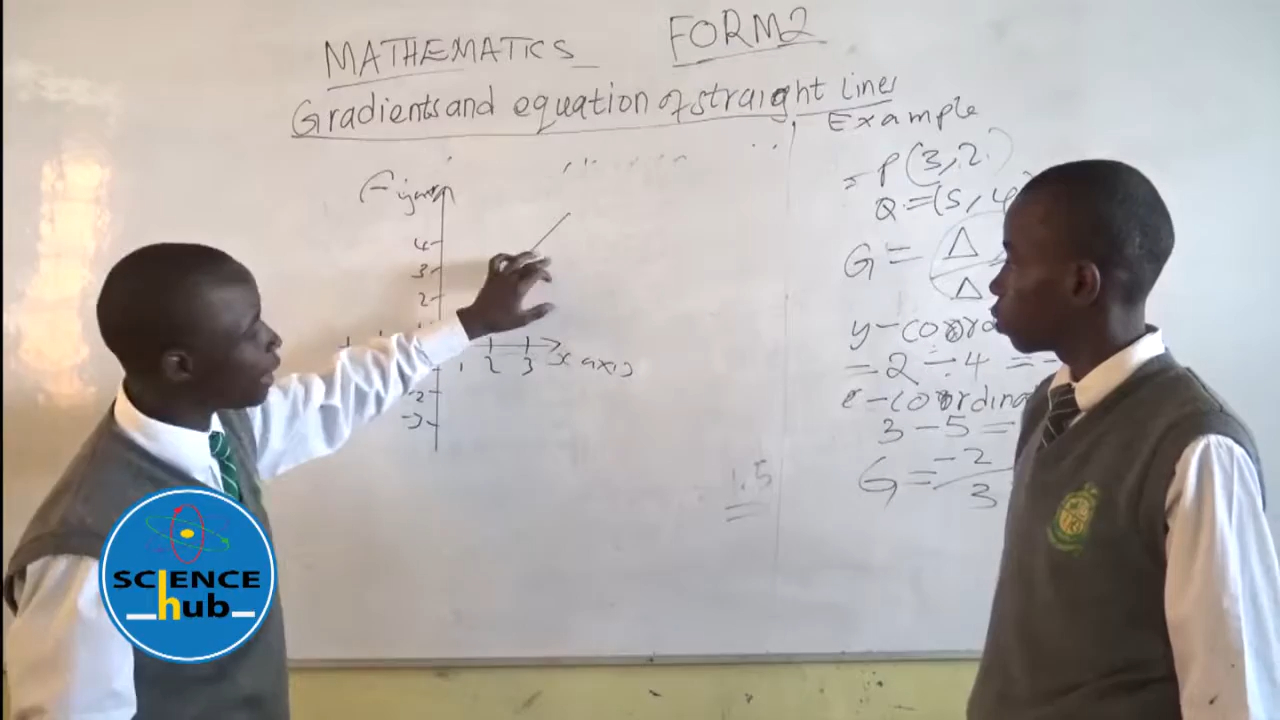 MATHEMATICS FORM2
Gradients and equation of straight lines
Example
= P(3,2)
Q = (5,4
G = Δ
Δ
y-coord
= 2 ÷ 4 = -
x-coordinat
3 - 5 =
G = -2
3
4
3
2
1 2 3 x axis
-2
-3
1.5
SCIENCE
hub